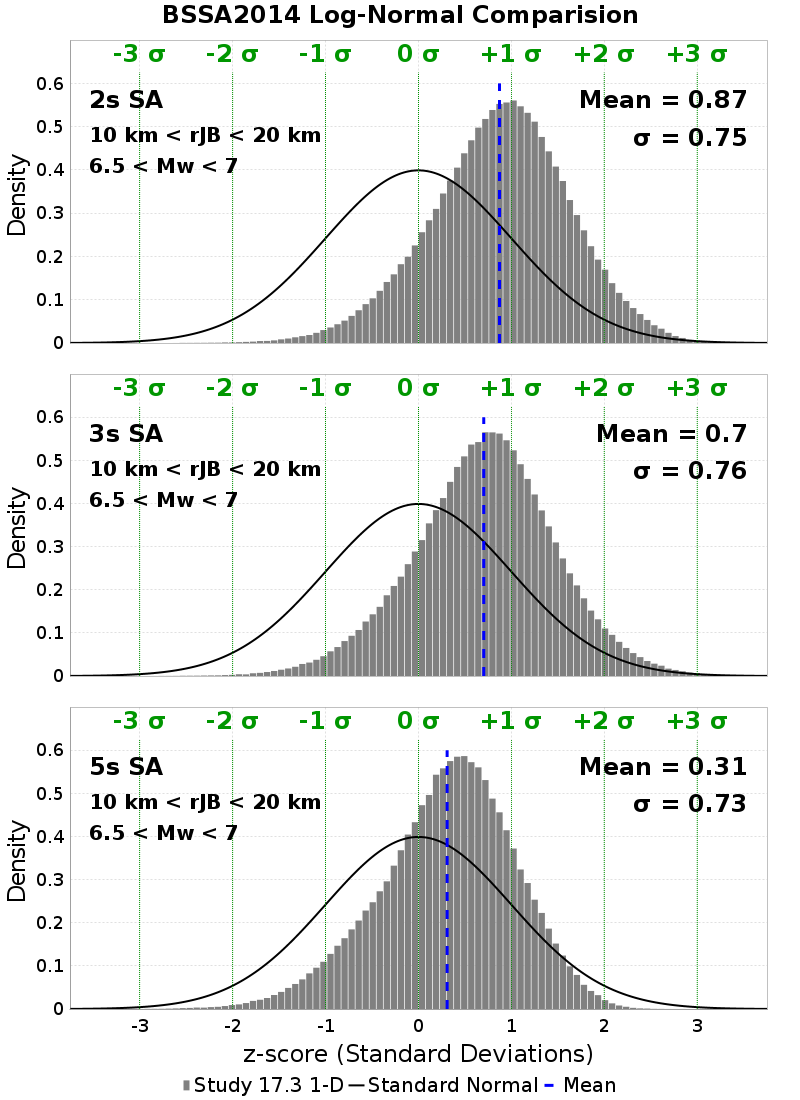 BSSA2014 Log-Normal Comparision
-3 σ -2 σ -1 σ 0 σ +1 σ +2 σ +3 σ
0.6
2s SA Mean = 0.87
0.5
10 km < rJB < 20 km σ = 0.75
6.5 < Mw < 7
0.4
Density
0.3
0.2
0.1
0
-3 σ -2 σ -1 σ 0 σ +1 σ +2 σ +3 σ
0.6
3s SA Mean = 0.7
0.5
10 km < rJB < 20 km σ = 0.76
6.5 < Mw < 7
0.4
Density
0.3
0.2
0.1
0
-3 σ -2 σ -1 σ 0 σ +1 σ +2 σ +3 σ
0.6
5s SA Mean = 0.31
0.5
10 km < rJB < 20 km σ = 0.73
6.5 < Mw < 7
0.4
Density
0.3
0.2
0.1
0
-3 -2 -1 0 1 2 3
z-score (Standard Deviations)
Study 17.3 1-D Standard Normal Mean